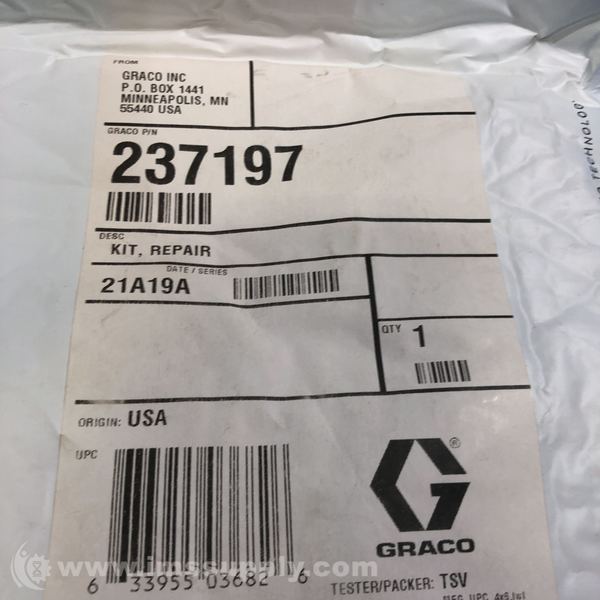 FROM
GRACO INC
P.O. BOX 1441
MINNEAPOLIS, MN
55440 USA
GRACO P/N
237197
DESC
KIT, REPAIR
DATE / SERIES
21A19A
QTY 1
ORIGIN: USA
UPC
6 33955 03682 6
®
GRACO
TESTER/PACKER: TSV
TECHNOLOG
www.imssupply.com